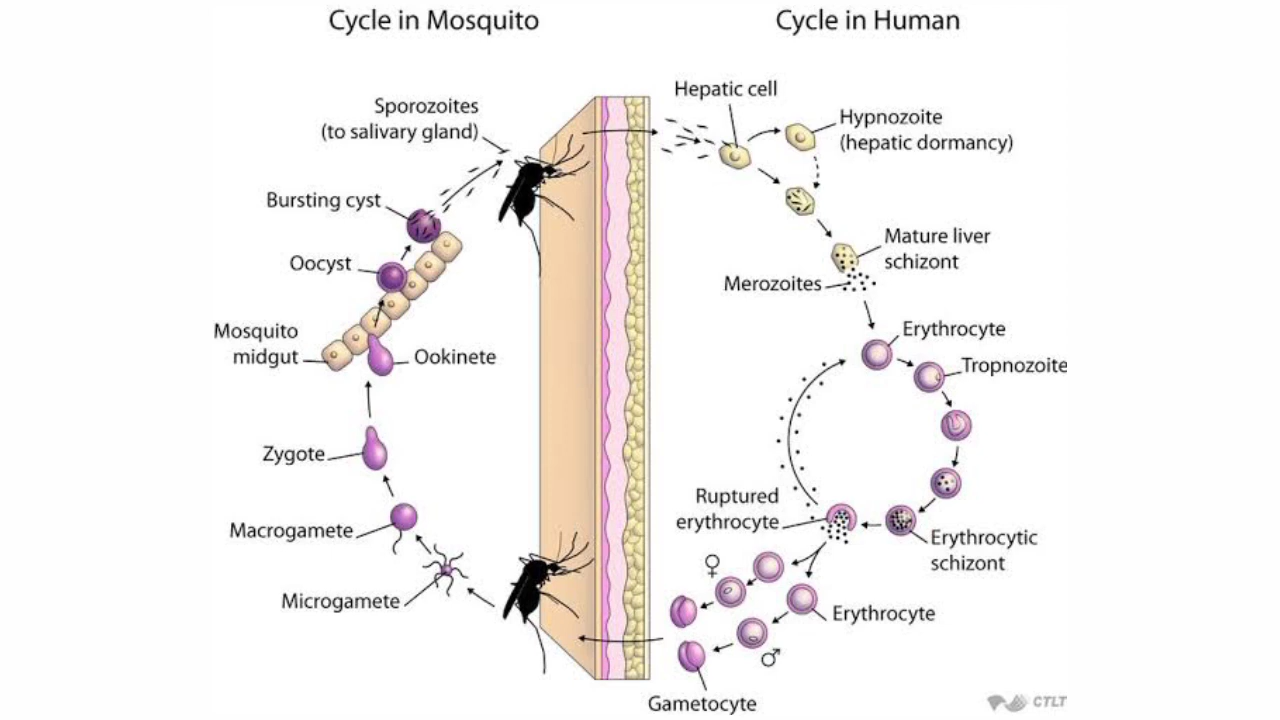 Cycle in Mosquito
Cycle in Human
Sporozoites
(to salivary gland)
Bursting cyst
Oocyst
Mosquito
midgut
Ookinete
Zygote
Macrogamete
Microgamete
Hepatic cell
Hypnozoite
(hepatic dormancy)
Mature liver
schizont
Merozoites
Erythrocyte
Tropnozoite
Ruptured
erythrocyte
Erythrocytic
schizont
♀
Erythrocyte
♂
Gametocyte
CTLT